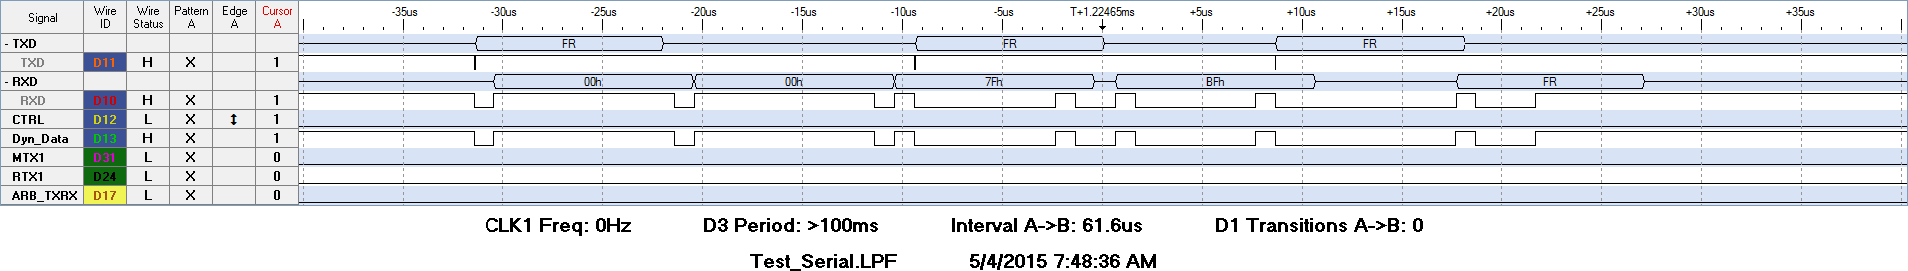 Signal Wire ID Wire Status Pattern A Edge A Cursor A -35us -30us -25us -20us -15us -10us -5us T+1.22465ms +5us +10us +15us +20us +25us +30us +35us
- TXD FR FR FR
TXD D11 H X 1
- RXD 00h 00h 7Fh BFh FR
RXD D10 H X 1
CTRL D12 L X 1
Dyn_Data D13 H X 1
MTX1 D31 L X 0
RTX1 D24 L X 0
ARB_TXRX D17 L X 0
CLK1 Freq: 0Hz D3 Period: >100ms Interval A->B: 61.6us D1 Transitions A->B: 0
Test_Serial.LPF 5/4/2015 7:48:36 AM